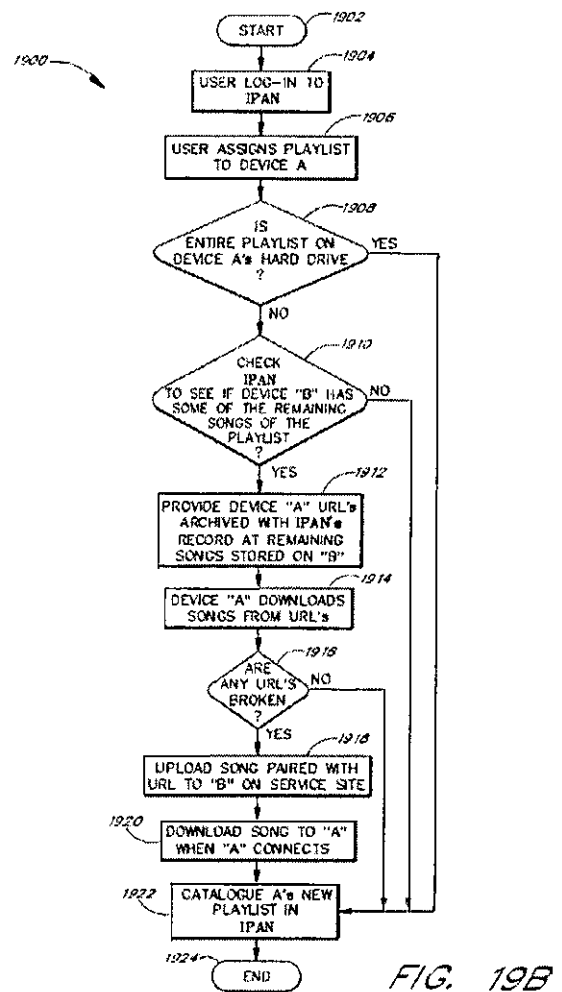 START
1902
1900
1904
USER LOG-IN TO
IPAN
1906
USER ASSIGNS PLAYLIST
TO DEVICE A
1908
IS
ENTIRE PLAYLIST ON
DEVICE A's HARD DRIVE
?
YES
NO
1910
CHECK
IPAN
TO SEE IF DEVICE "B" HAS
SOME OF THE REMAINING
SONGS OF THE
PLAYLIST
?
NO
YES
1912
PROVIDE DEVICE "A" URL's
ARCHIVED WITH IPAN's
RECORD AT REMAINING
SONGS STORED ON "B"
1914
DEVICE "A" DOWNLOADS
SONGS FROM URL's
1916
ARE
ANY URL'S
BROKEN
?
NO
YES
1918
UPLOAD SONG PAIRED WITH
URL TO "B" ON SERVICE SITE
1920
DOWNLOAD SONG TO "A"
WHEN "A" CONNECTS
1922
CATALOGUE A's NEW
PLAYLIST IN
IPAN
1924
END
FIG. 19B